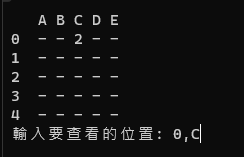 A B C D E
0 – – 2 – –
1 – – – – –
2 – – – – –
3 – – – – –
4 – – – – –
輸入要查看的位置: 0,C